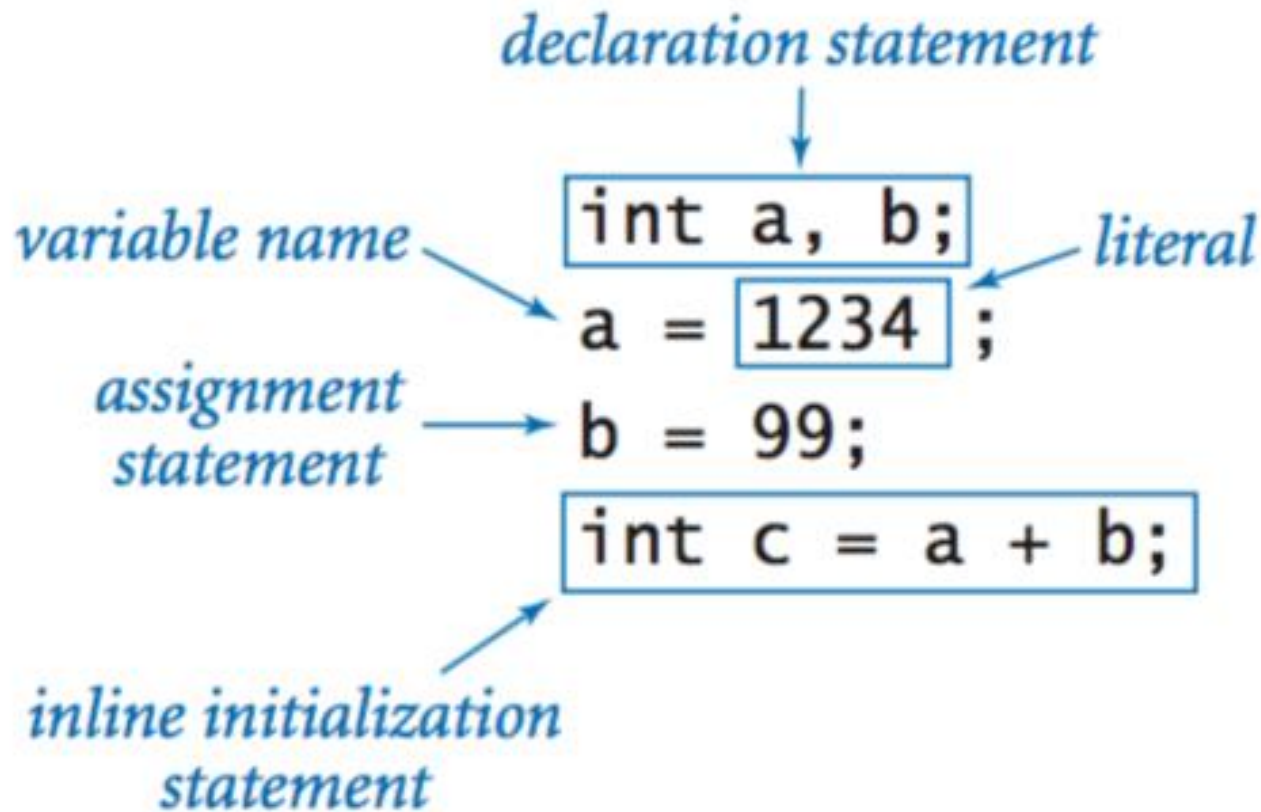 declaration statement
int a, b;
variable name
literal
a = 1234 ;
assignment
statement
b = 99;
int c = a + b;
inline initialization
statement